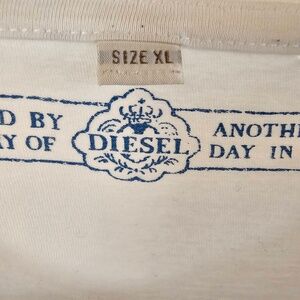 SIZE XL
D BY
AY OF
DIESEL
ANOTH
DAY IN